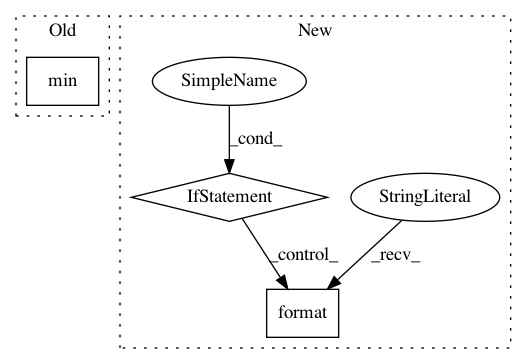 Old
New
min
SimpleName
_cond_
IfStatement
StringLiteral
_control_
_recv_
format